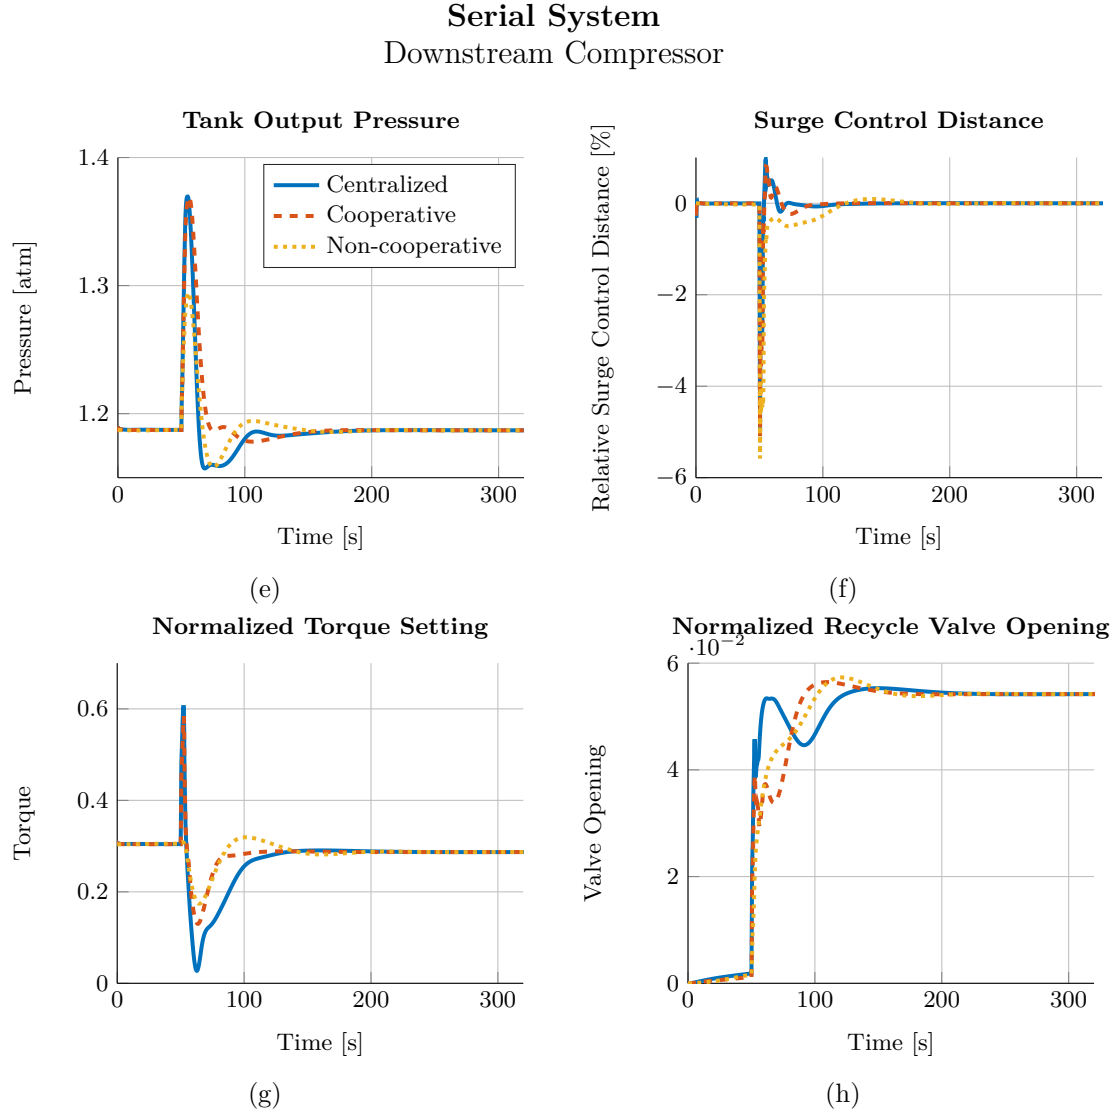 Serial System
Downstream Compressor
Tank Output Pressure
1.4
1.3
1.2
0
100
200
300
Pressure [atm]
Time [s]
Centralized
Cooperative
Non-cooperative
(e)
Surge Control Distance
0
−2
−4
−6
0
100
200
300
Relative Surge Control Distance [%]
Time [s]
(f)
Normalized Torque Setting
0.6
0.4
0.2
0
0
100
200
300
Torque
Time [s]
(g)
Normalized Recycle Valve Opening
·10−2
6
4
2
0
0
100
200
300
Valve Opening
Time [s]
(h)